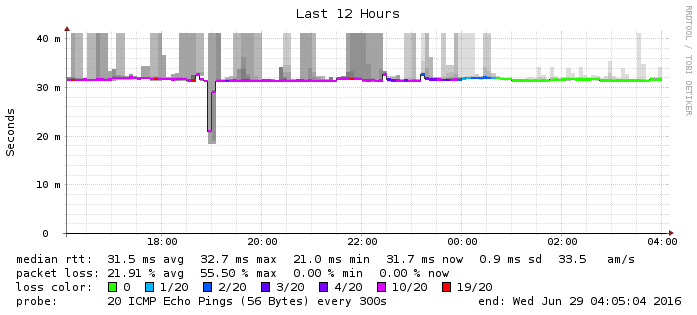 Last 12 Hours
RRDTOOL / TOBI OETIKER
Seconds
40 m
30 m
20 m
10 m
0
18:00 20:00 22:00 00:00 02:00 04:00
median rtt: 31.5 ms avg 32.7 ms max 21.0 ms min 31.7 ms now 0.9 ms sd 33.5 am/s
packet loss: 21.91 % avg 55.50 % max 0.00 % min 0.00 % now
loss color: 0 1/20 2/20 3/20 4/20 10/20 19/20
probe: 20 ICMP Echo Pings (56 Bytes) every 300s end: Wed Jun 29 04:05:04 2016